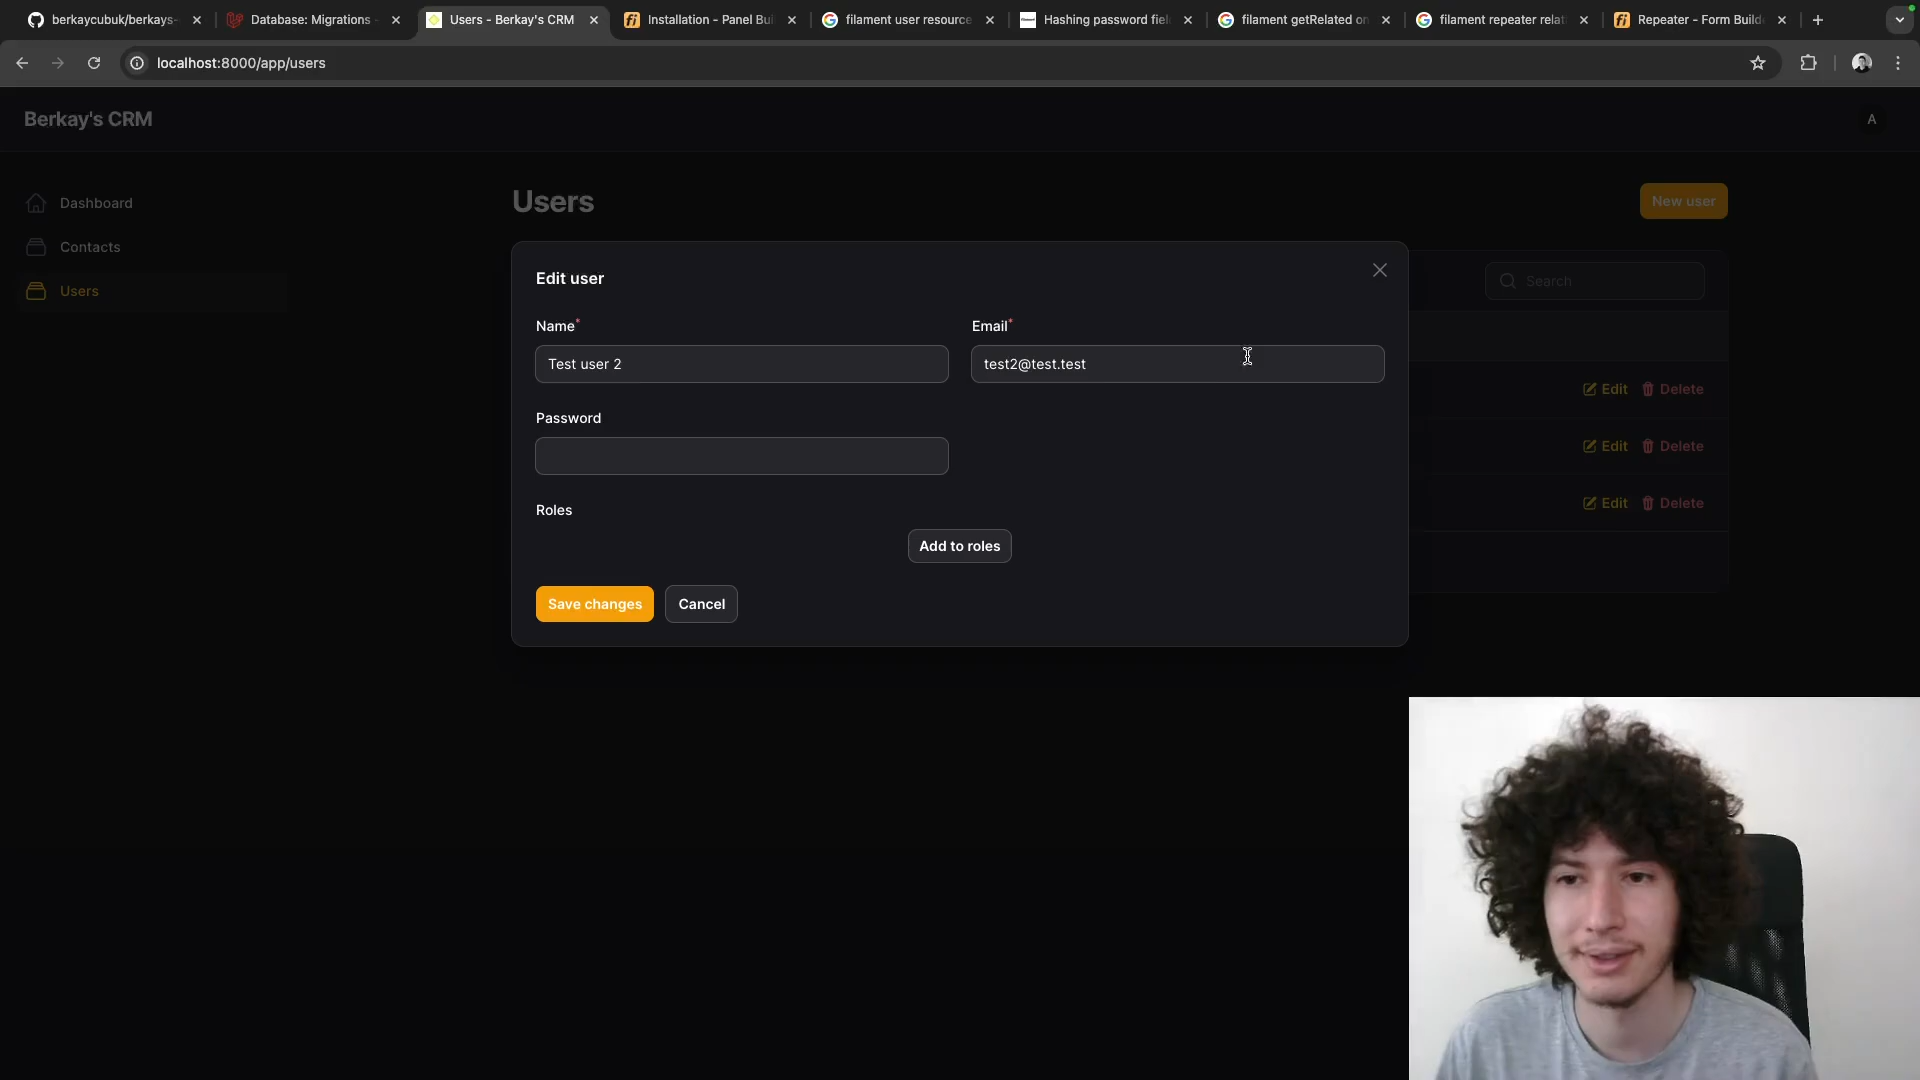 berkaycubuk/berkays-
Database: Migrations -
Users - Berkay's CRM
Installation - Panel Bui
filament user resource
Hashing password fiel
filament getRelated on
filament repeater relat
Repeater - Form Builde
localhost:8000/app/users
Berkay's CRM
A
Dashboard
Contacts
Users
Users
New user
Search
Edit user
Name*
Email*
Test user 2
test2@test.test
Password
Roles
Add to roles
Save changes
Cancel
Edit
Delete
Edit
Delete
Edit
Delete